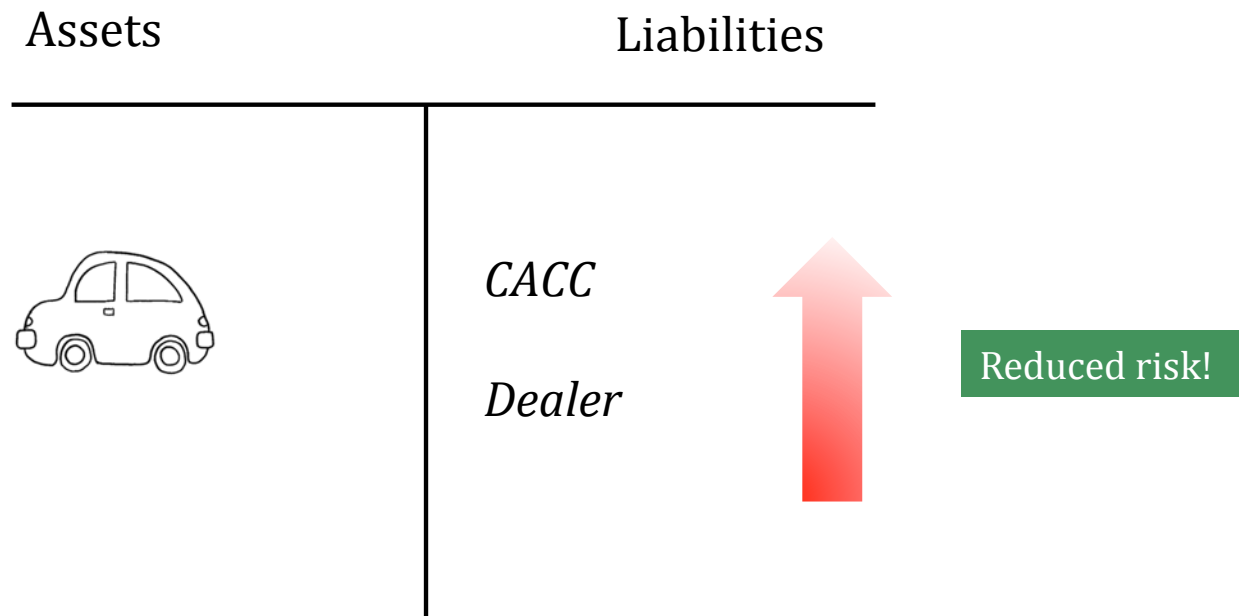 Assets
Liabilities
CACC
Dealer
Reduced risk!